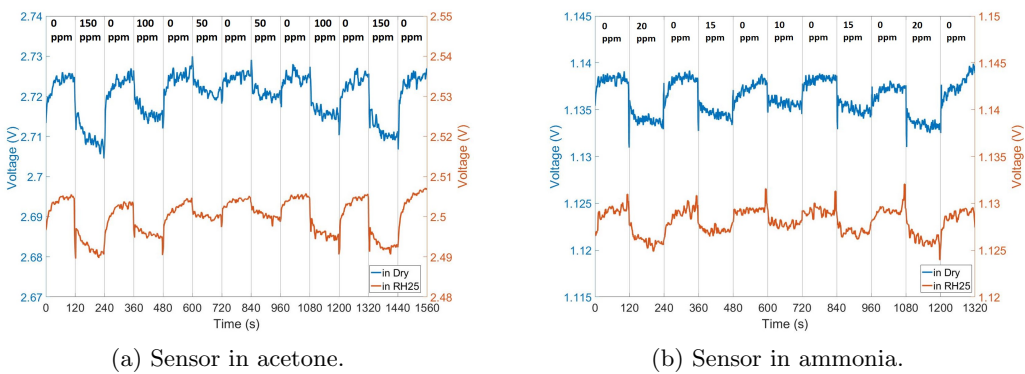 0 150 0 100 0 50 0 50 0 100 0 150 0
ppm ppm ppm ppm ppm ppm ppm ppm ppm ppm ppm ppm ppm
2.74
2.73
2.72
2.71
2.7
2.69
2.68
2.67
Voltage (V)
2.55
2.54
2.53
2.52
2.51
2.5
2.49
2.48
Voltage (V)
in Dry
in RH25
0 120 240 360 480 600 720 840 960 1080 1200 1320 1440 1560
Time (s)
(a) Sensor in acetone.
0 20 0 15 0 10 0 15 0 20 0
ppm ppm ppm ppm ppm ppm ppm ppm ppm ppm ppm
1.145
1.14
1.135
1.13
1.125
1.12
1.115
Voltage (V)
1.15
1.145
1.14
1.135
1.13
1.125
1.12
Voltage (V)
in Dry
in RH25
0 120 240 360 480 600 720 840 960 1080 1200 1320
Time (s)
(b) Sensor in ammonia.